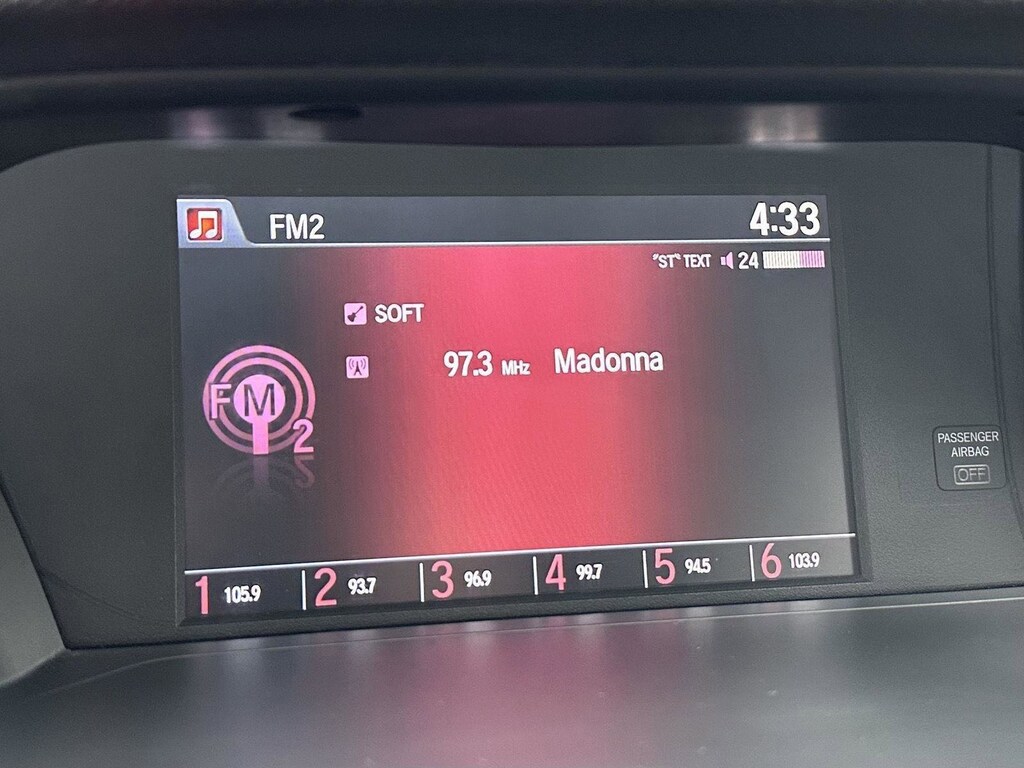 FM2 4:33
"ST" TEXT 24
SOFT
97.3 MHz Madonna
FM2
PASSENGER
AIRBAG
OFF
1 105.9 2 93.7 3 96.9 4 99.7 5 94.5 6 103.9